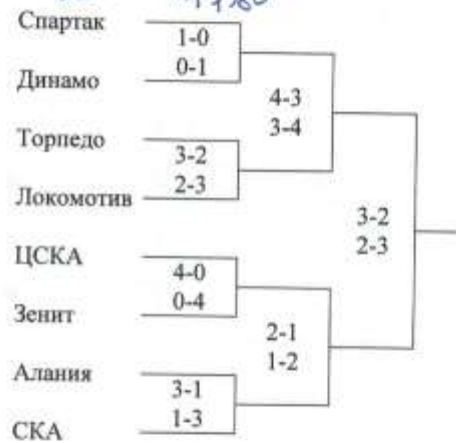 Спартак
1-0
0-1
Динамо
4-3
3-4
Торпедо
3-2
2-3
Локомотив
3-2
2-3
ЦСКА
4-0
0-4
Зенит
2-1
1-2
Алания
3-1
1-3
СКА